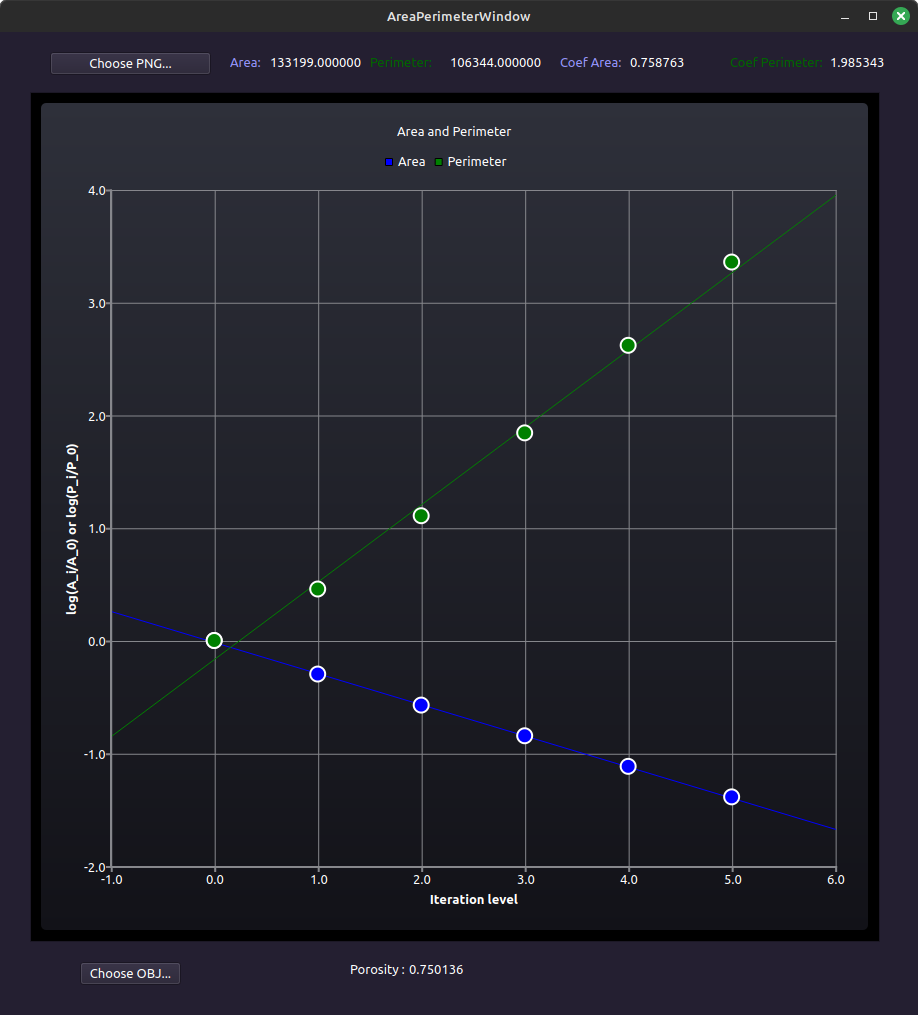 AreaPerimeterWindow
Choose PNG... Area: 133199.000000 Perimeter: 106344.000000 Coef Area: 0.758763 Coef Perimeter: 1.985343
Area and Perimeter
Area Perimeter
4.0
3.0
2.0
1.0
0.0
-1.0
-2.0
log(A_i/A_0) or log(P_i/P_0)
-1.0 0.0 1.0 2.0 3.0 4.0 5.0 6.0
Iteration level
Choose OBJ... Porosity : 0.750136